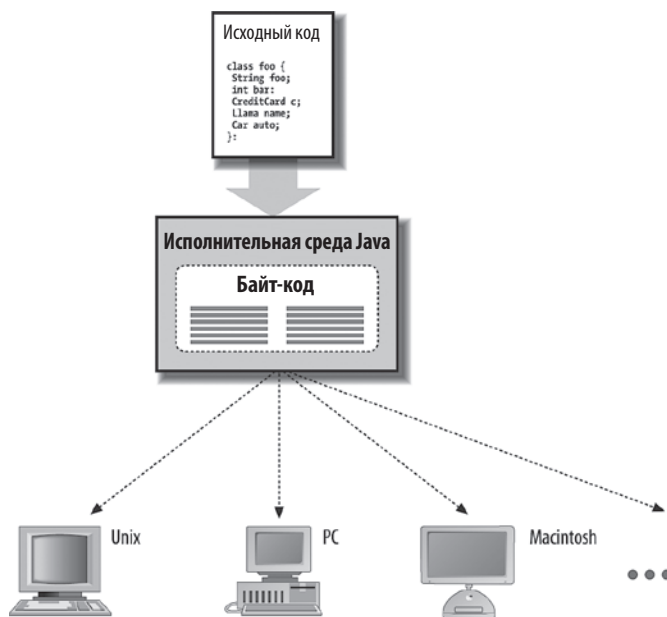 Исходный код
class foo {
String foo;
int bar:
CreditCard c;
Llama name;
Car auto;
}:
Исполнительная среда Java
Байт-код
Unix
PC
Macintosh